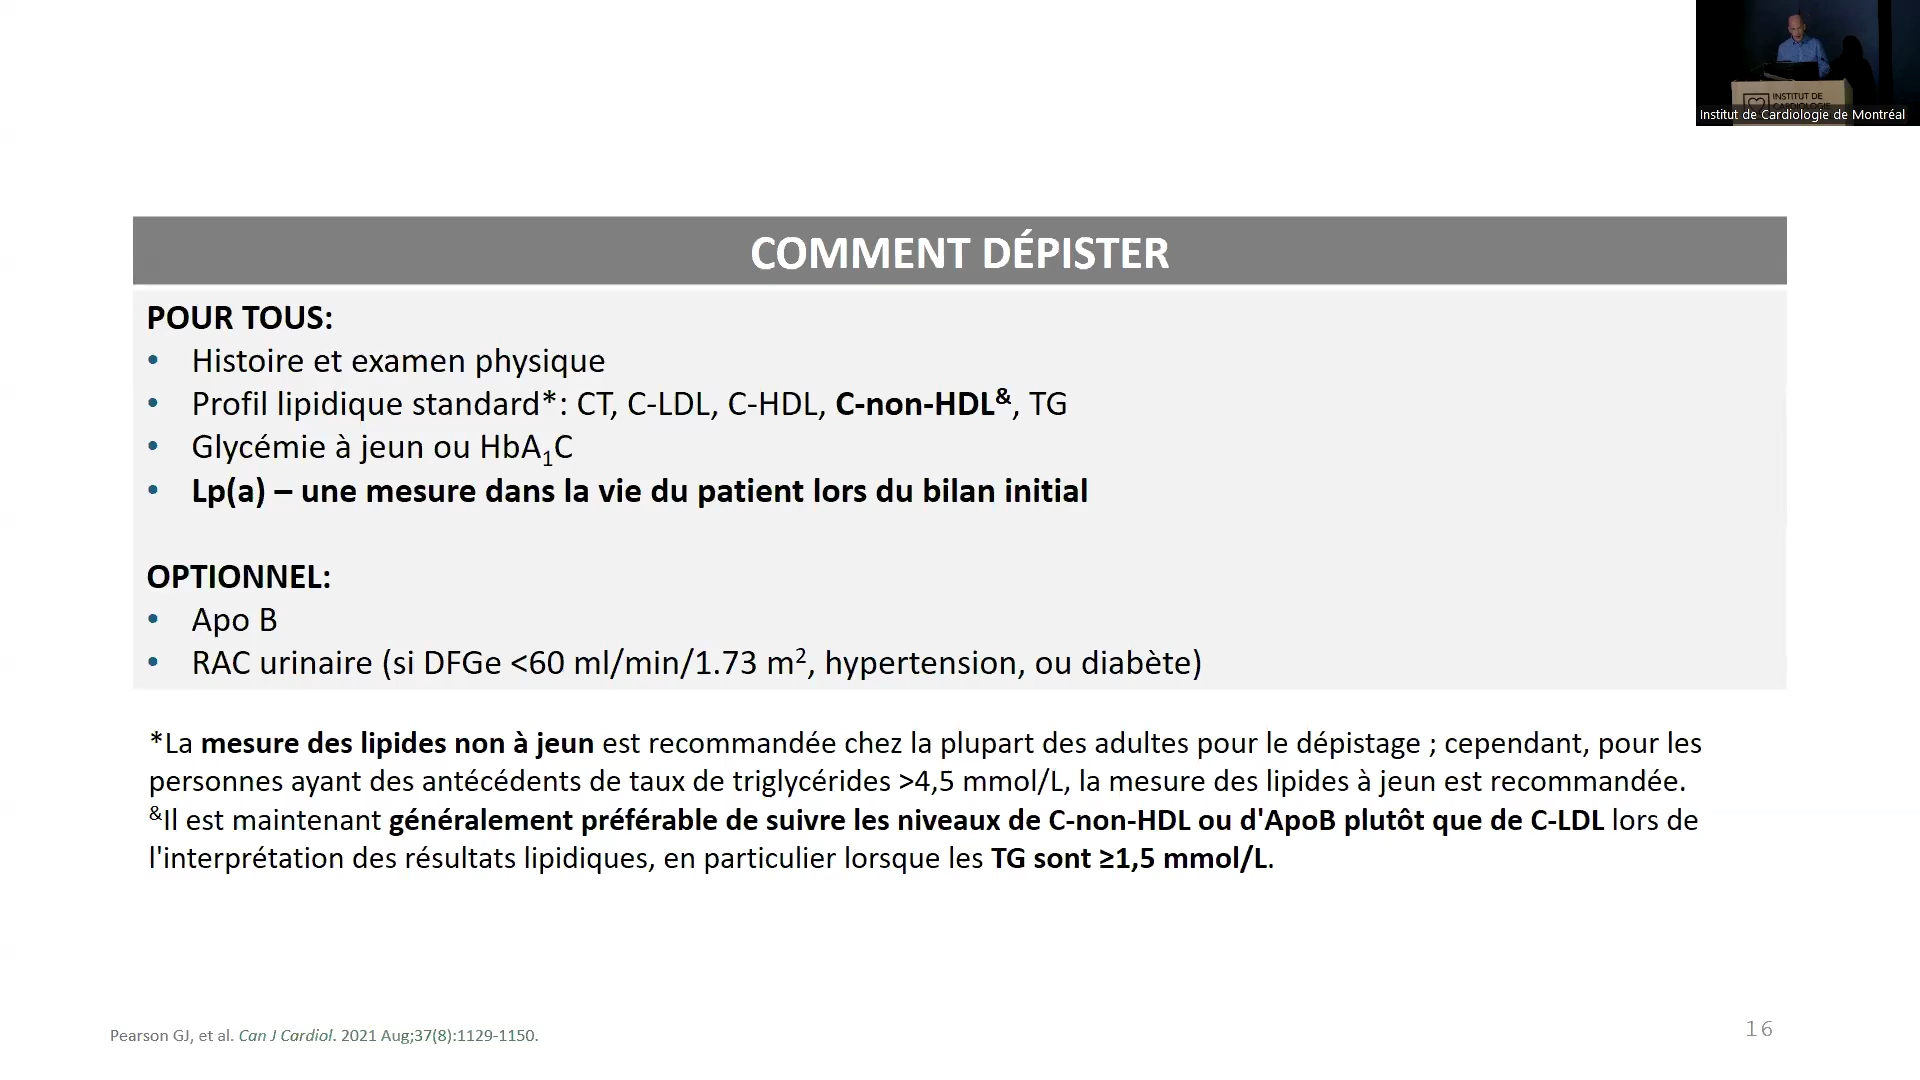 INSTITUT DE
CARDIOLOGIE
Institut de Cardiologie de Montréal
COMMENT DÉPISTER
POUR TOUS:
• Histoire et examen physique
• Profil lipidique standard*: CT, C-LDL, C-HDL, C-non-HDL&, TG
• Glycémie à jeun ou HbA1C
• Lp(a) – une mesure dans la vie du patient lors du bilan initial
OPTIONNEL:
• Apo B
• RAC urinaire (si DFGe <60 ml/min/1.73 m², hypertension, ou diabète)
*La mesure des lipides non à jeun est recommandée chez la plupart des adultes pour le dépistage ; cependant, pour les
personnes ayant des antécédents de taux de triglycérides >4,5 mmol/L, la mesure des lipides à jeun est recommandée.
&Il est maintenant généralement préférable de suivre les niveaux de C-non-HDL ou d'ApoB plutôt que de C-LDL lors de
l'interprétation des résultats lipidiques, en particulier lorsque les TG sont ≥1,5 mmol/L.
Pearson GJ, et al. Can J Cardiol. 2021 Aug;37(8):1129-1150.
16